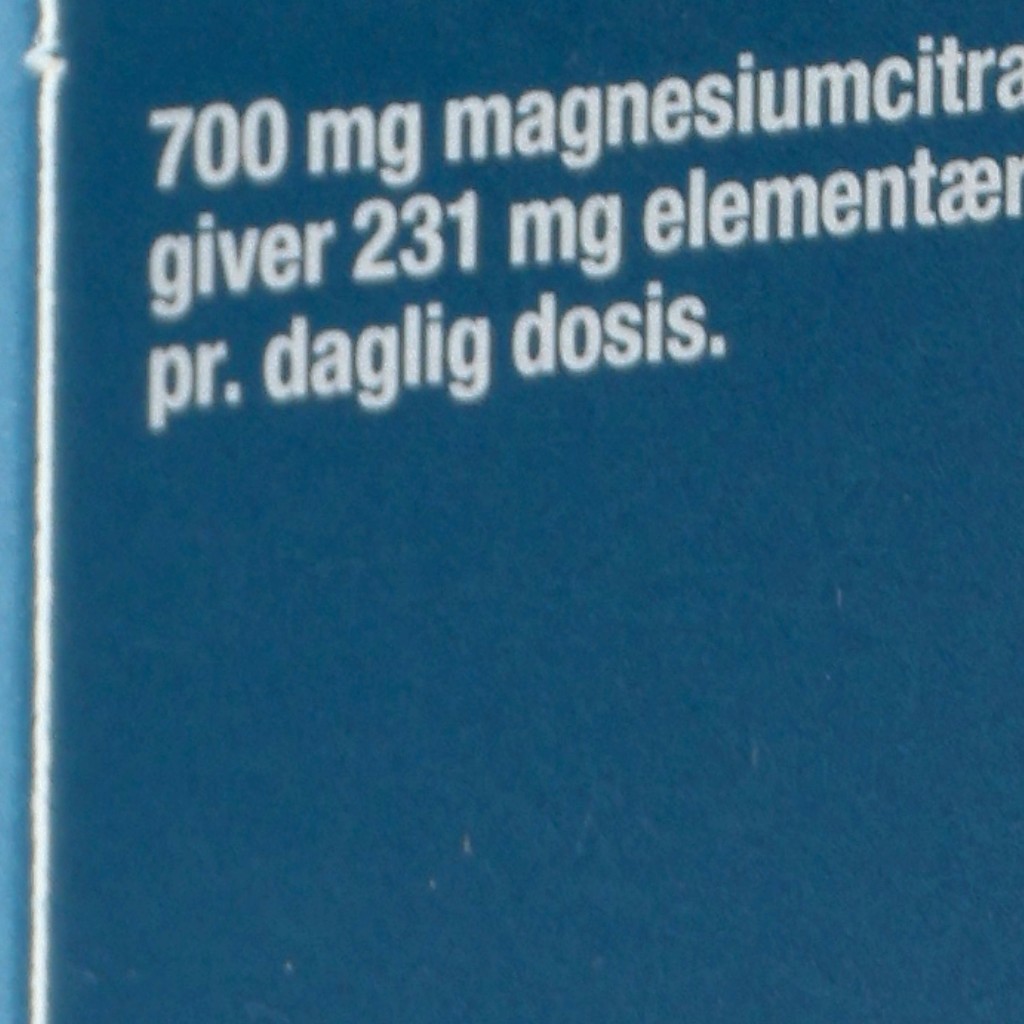 700 mg magnesiumcitra
giver 231 mg elementær
pr. daglig dosis.